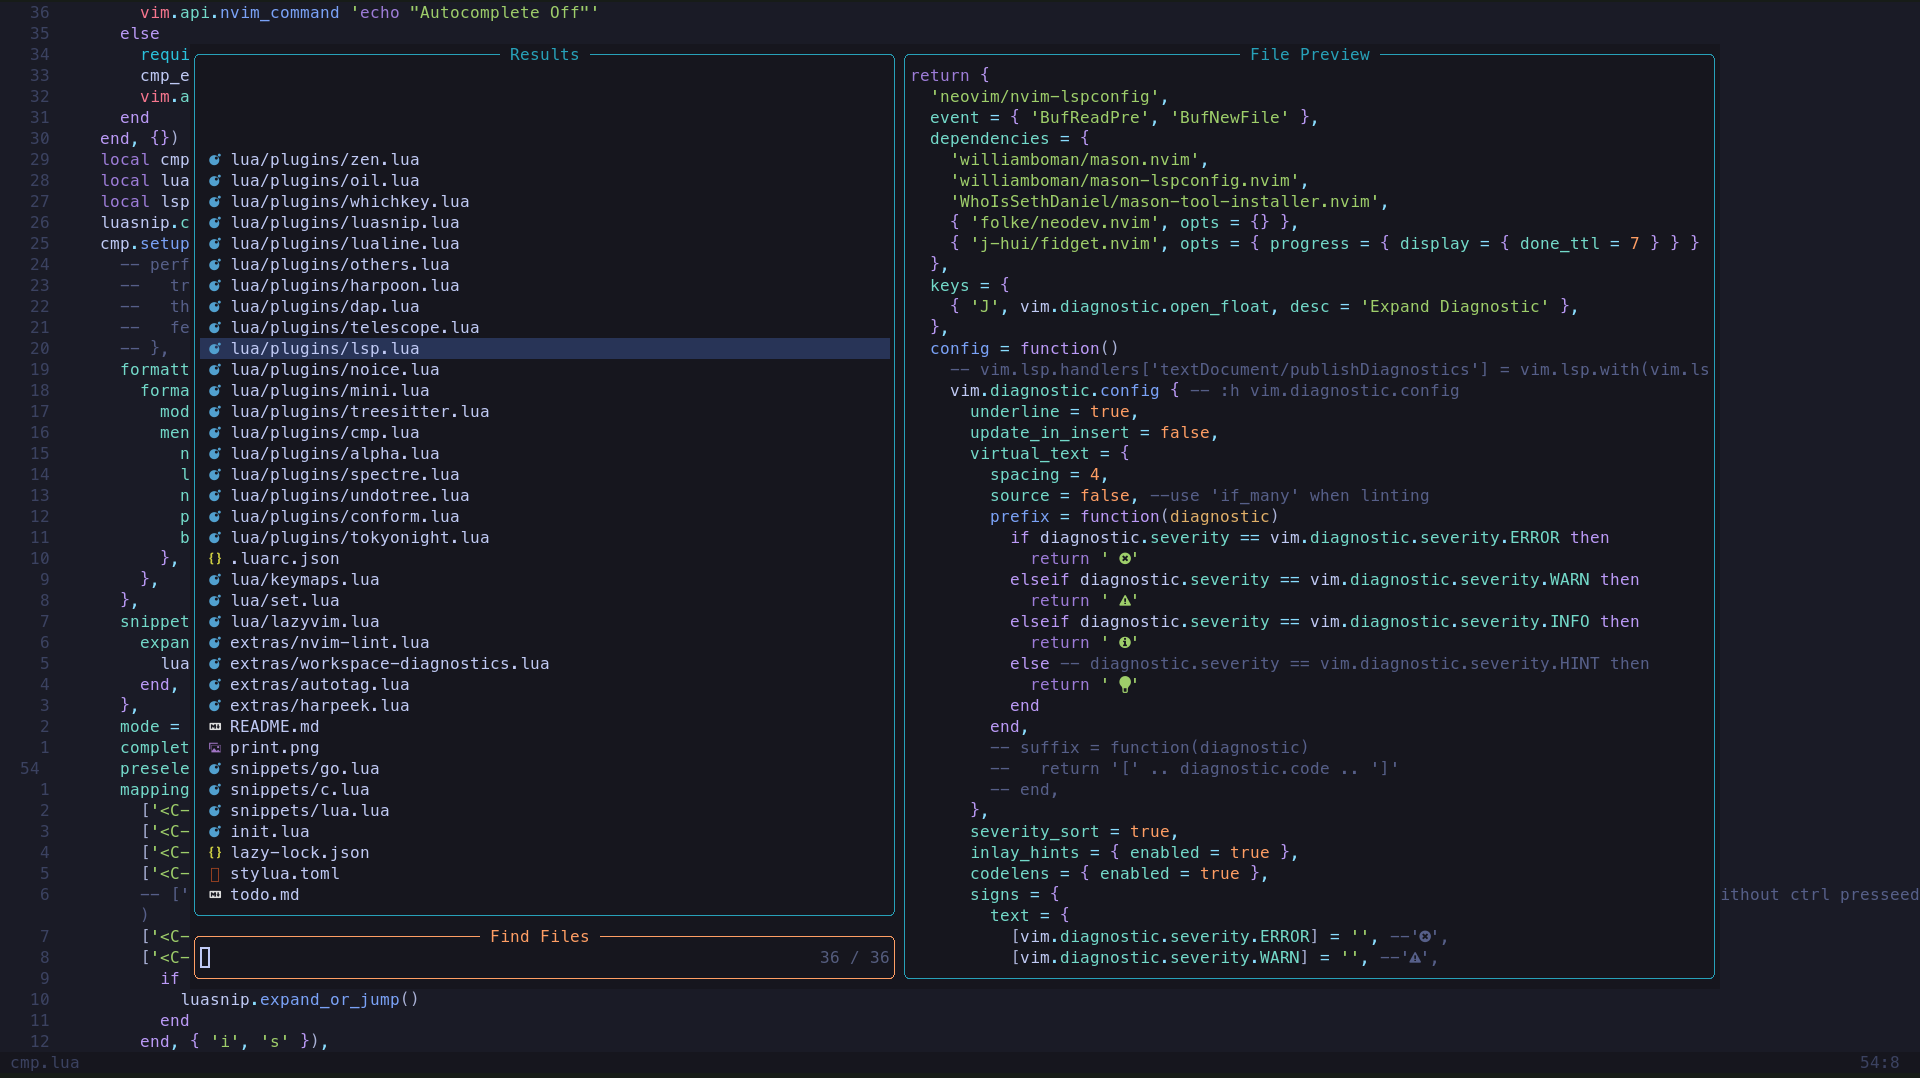 36 vim.api.nvim_command 'echo "Autocomplete Off"'
35 else
34 requi
33 cmp_e
32 vim.a
31 end
30 end, {})
29 local cmp
28 local lua
27 local lsp
26 luasnip.c
25 cmp.setup
24 -- perf
23 --   tr
22 --   th
21 --   fe
20 -- },
19 formatt
18 forma
17 mod
16 men
15 n
14 l
13 n
12 p
11 b
10 },
9 },
8 },
7 snippet
6 expan
5 lua
4 end,
3 },
2 mode =
1 complet
54 presele
1 mapping
2 ['<C-
3 ['<C-
4 ['<C-
5 ['<C-
6 -- ['
)
7 ['<C-
8 ['<C-
9 if
10 luasnip.expand_or_jump()
11 end
12 end, { 'i', 's' }),
Results
lua/plugins/zen.lua
lua/plugins/oil.lua
lua/plugins/whichkey.lua
lua/plugins/luasnip.lua
lua/plugins/lualine.lua
lua/plugins/others.lua
lua/plugins/harpoon.lua
lua/plugins/dap.lua
lua/plugins/telescope.lua
lua/plugins/lsp.lua
lua/plugins/noice.lua
lua/plugins/mini.lua
lua/plugins/treesitter.lua
lua/plugins/cmp.lua
lua/plugins/alpha.lua
lua/plugins/spectre.lua
lua/plugins/undotree.lua
lua/plugins/conform.lua
lua/plugins/tokyonight.lua
{} .luarc.json
lua/keymaps.lua
lua/set.lua
lua/lazyvim.lua
extras/nvim-lint.lua
extras/workspace-diagnostics.lua
extras/autotag.lua
extras/harpeek.lua
README.md
print.png
snippets/go.lua
snippets/c.lua
snippets/lua.lua
init.lua
{} lazy-lock.json
stylua.toml
todo.md
Find Files
36 / 36
File Preview
return {
'neovim/nvim-lspconfig',
event = { 'BufReadPre', 'BufNewFile' },
dependencies = {
'williamboman/mason.nvim',
'williamboman/mason-lspconfig.nvim',
'WhoIsSethDaniel/mason-tool-installer.nvim',
{ 'folke/neodev.nvim', opts = {} },
{ 'j-hui/fidget.nvim', opts = { progress = { display = { done_ttl = 7 } } }
},
keys = {
{ 'J', vim.diagnostic.open_float, desc = 'Expand Diagnostic' },
},
config = function()
-- vim.lsp.handlers['textDocument/publishDiagnostics'] = vim.lsp.with(vim.ls
vim.diagnostic.config { -- :h vim.diagnostic.config
underline = true,
update_in_insert = false,
virtual_text = {
spacing = 4,
source = false, --use 'if_many' when linting
prefix = function(diagnostic)
if diagnostic.severity == vim.diagnostic.severity.ERROR then
return ' '
elseif diagnostic.severity == vim.diagnostic.severity.WARN then
return ' '
elseif diagnostic.severity == vim.diagnostic.severity.INFO then
return ' '
else -- diagnostic.severity == vim.diagnostic.severity.HINT then
return ' '
end
end,
-- suffix = function(diagnostic)
--   return '[' .. diagnostic.code .. ']'
-- end,
},
severity_sort = true,
inlay_hints = { enabled = true },
codelens = { enabled = true },
signs = {
text = {
[vim.diagnostic.severity.ERROR] = '', --'',
[vim.diagnostic.severity.WARN] = '', --'',
ithout ctrl presseed
cmp.lua
54:8